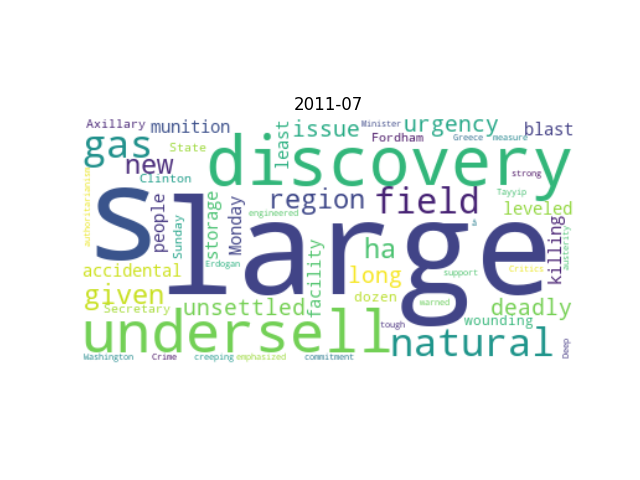 2011-07
Axillary munition least issue Minister urgency blast
gas new State discovery Fordham Greece measure
Clinton strong
authoritarianism s people Sunday storage Monday region field Tayyip leveled killing
large engineered à
accidental Erdogan facility ha long support Critics austerity
given Secretary unsettled dozen warned deadly
undersell tough wounding
natural Deep
Washington Crime creeping emphasized commitment